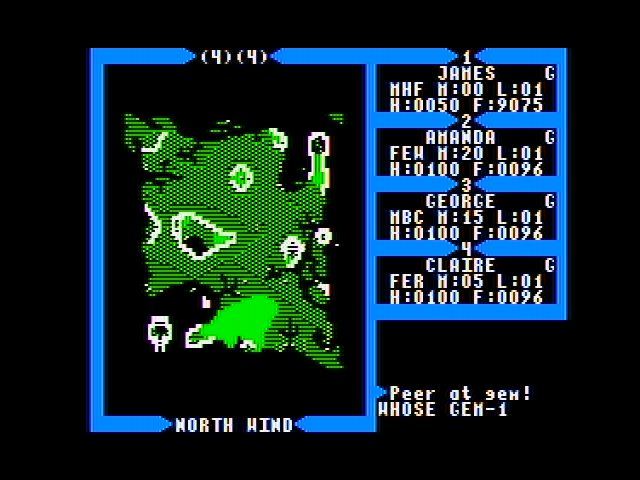 (4)(4)
1
JAMES G
MHF M:00 L:01
H:0050 F:9075
2
AMANDA G
FEW M:20 L:01
H:0100 F:0096
3
GEORGE G
MBC M:15 L:01
H:0100 F:0096
4
CLAIRE G
FER M:05 L:01
H:0100 F:0096
Peer at gem!
WHOSE GEM-1
NORTH WIND